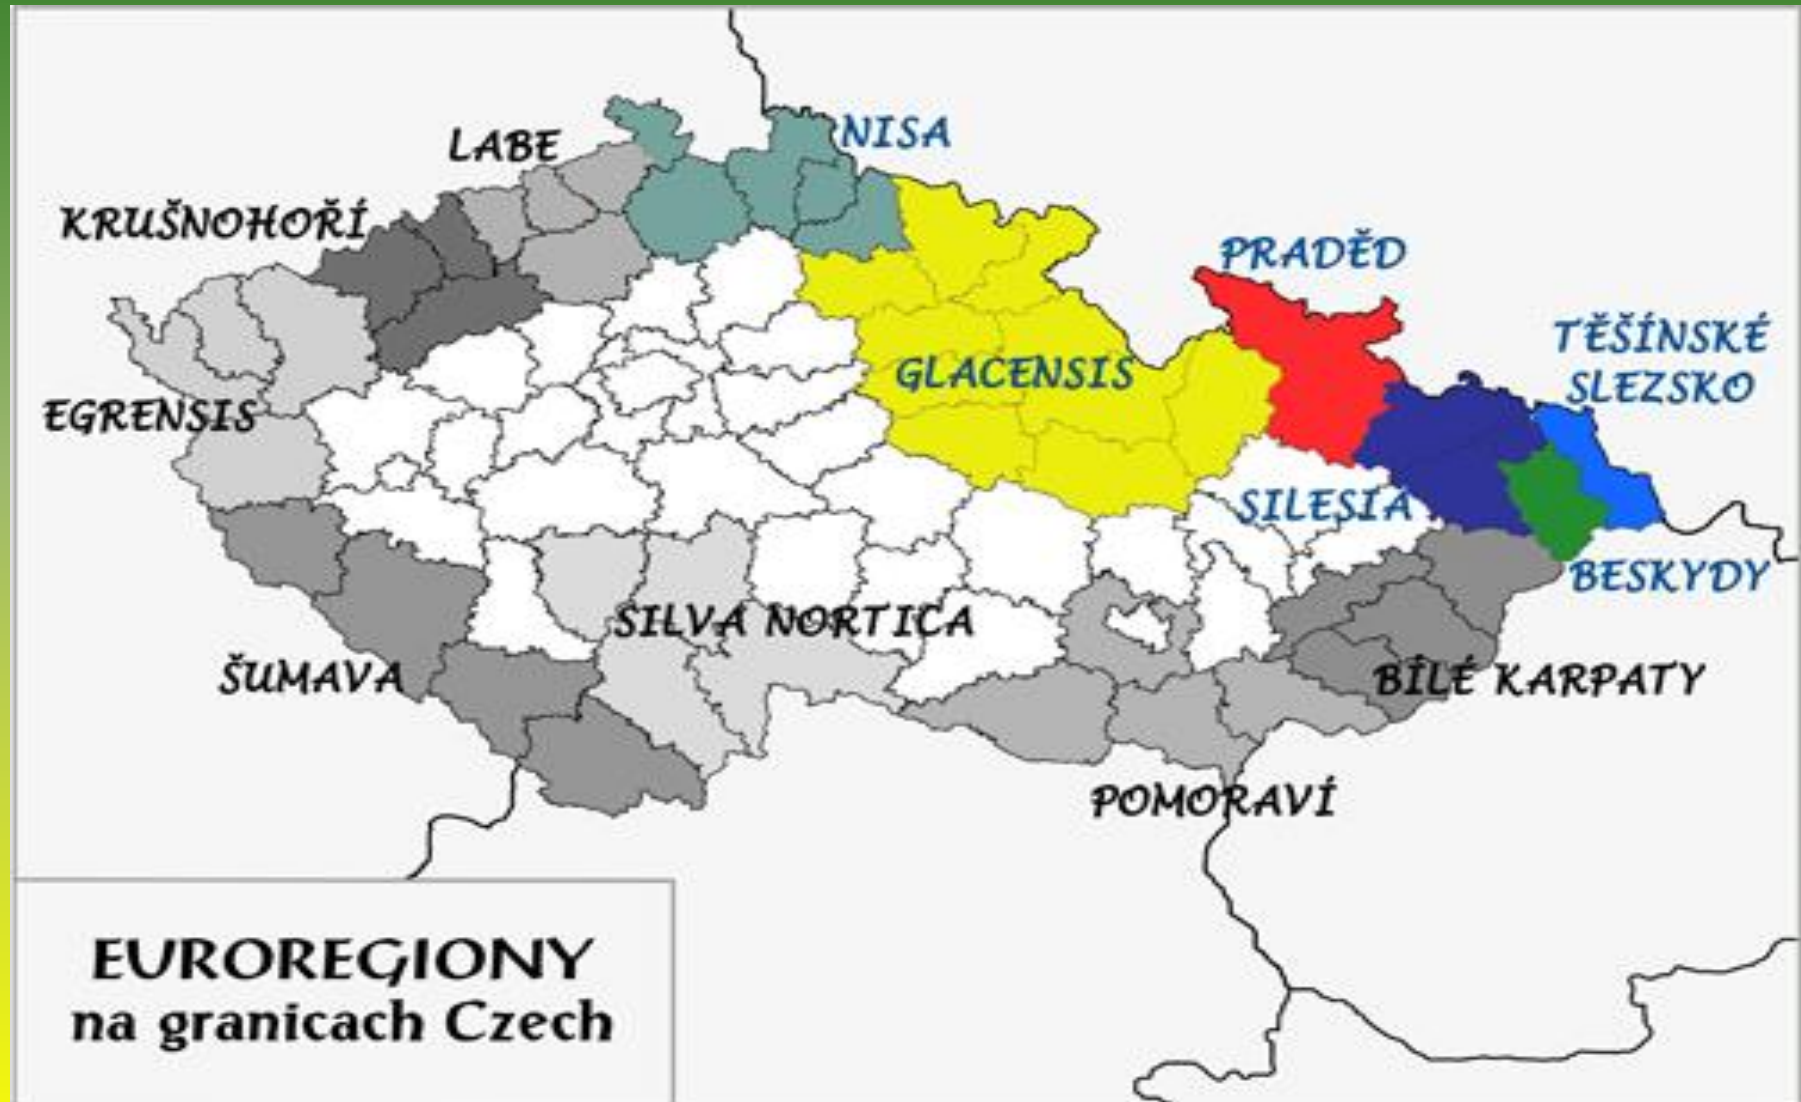 LABE
NISA
KRUŠNOHOŘÍ
PRADĚD
TĚŠÍNSKÉ
SLEZSKO
GLACENSIS
EGRENSIS
SILESIA
BESKYDY
SILVA NORTICA
ŠUMAVA
BÍLÉ KARPATY
POMORAVÍ
EUROREGIONY
na granicach Czech